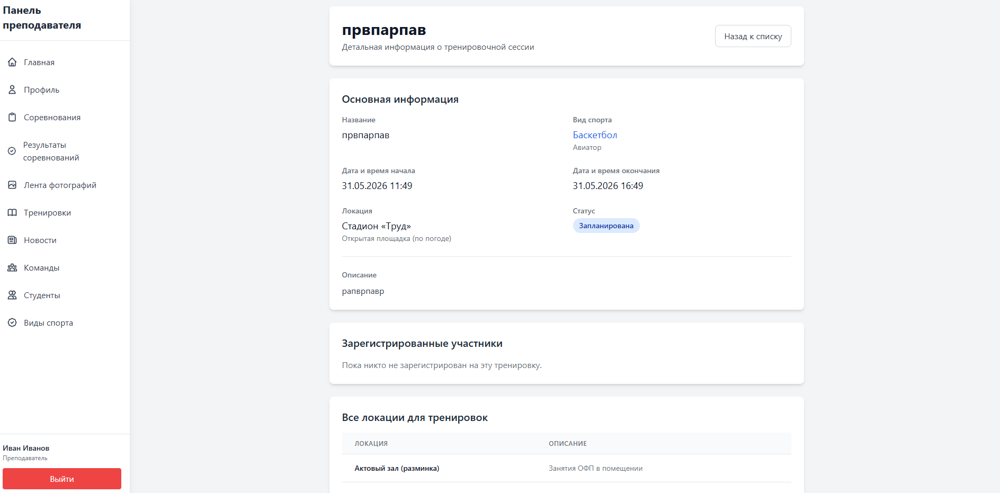 Панель
преподавателя
Главная
Профиль
Соревнования
Результаты
соревнований
Лента фотографий
Тренировки
Новости
Команды
Студенты
Виды спорта
Иван Иванов
Преподаватель
Выйти
првпарпав
Детальная информация о тренировочной сессии
Назад к списку
Основная информация
Название
првпарпав
Вид спорта
Баскетбол
Авиатор
Дата и время начала
31.05.2026 11:49
Дата и время окончания
31.05.2026 16:49
Локация
Стадион «Труд»
Открытая площадка (по погоде)
Статус
Запланирована
Описание
рапврпавр
Зарегистрированные участники
Пока никто не зарегистрирован на эту тренировку.
Все локации для тренировок
ЛОКАЦИЯ ОПИСАНИЕ
Актовый зал (разминка) Занятия ОФП в помещении